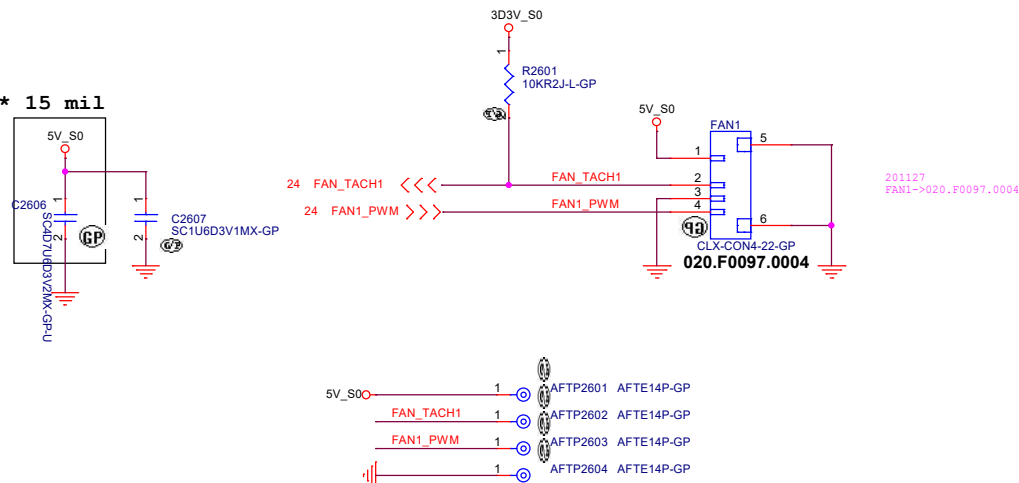 3D3V_S0
1
R2601
10KR2J-L-GP
2
* 15 mil
5V_S0
1
C2606
2
SC4D7U6D3V2MX-GP-U
GP
1
C2607
SC1U6D3V1MX-GP
2
GP
5V_S0
FAN1
24 FAN_TACH1
FAN_TACH1
24 FAN1_PWM
FAN1_PWM
1
2
3
4
5
6
GP
CLX-CON4-22-GP
020.F0097.0004
201127
FAN1->020.F0097.0004
5V_S0
1
AFTP2601 AFTE14P-GP
FAN_TACH1
1
AFTP2602 AFTE14P-GP
FAN1_PWM
1
AFTP2603 AFTE14P-GP
1
AFTP2604 AFTE14P-GP